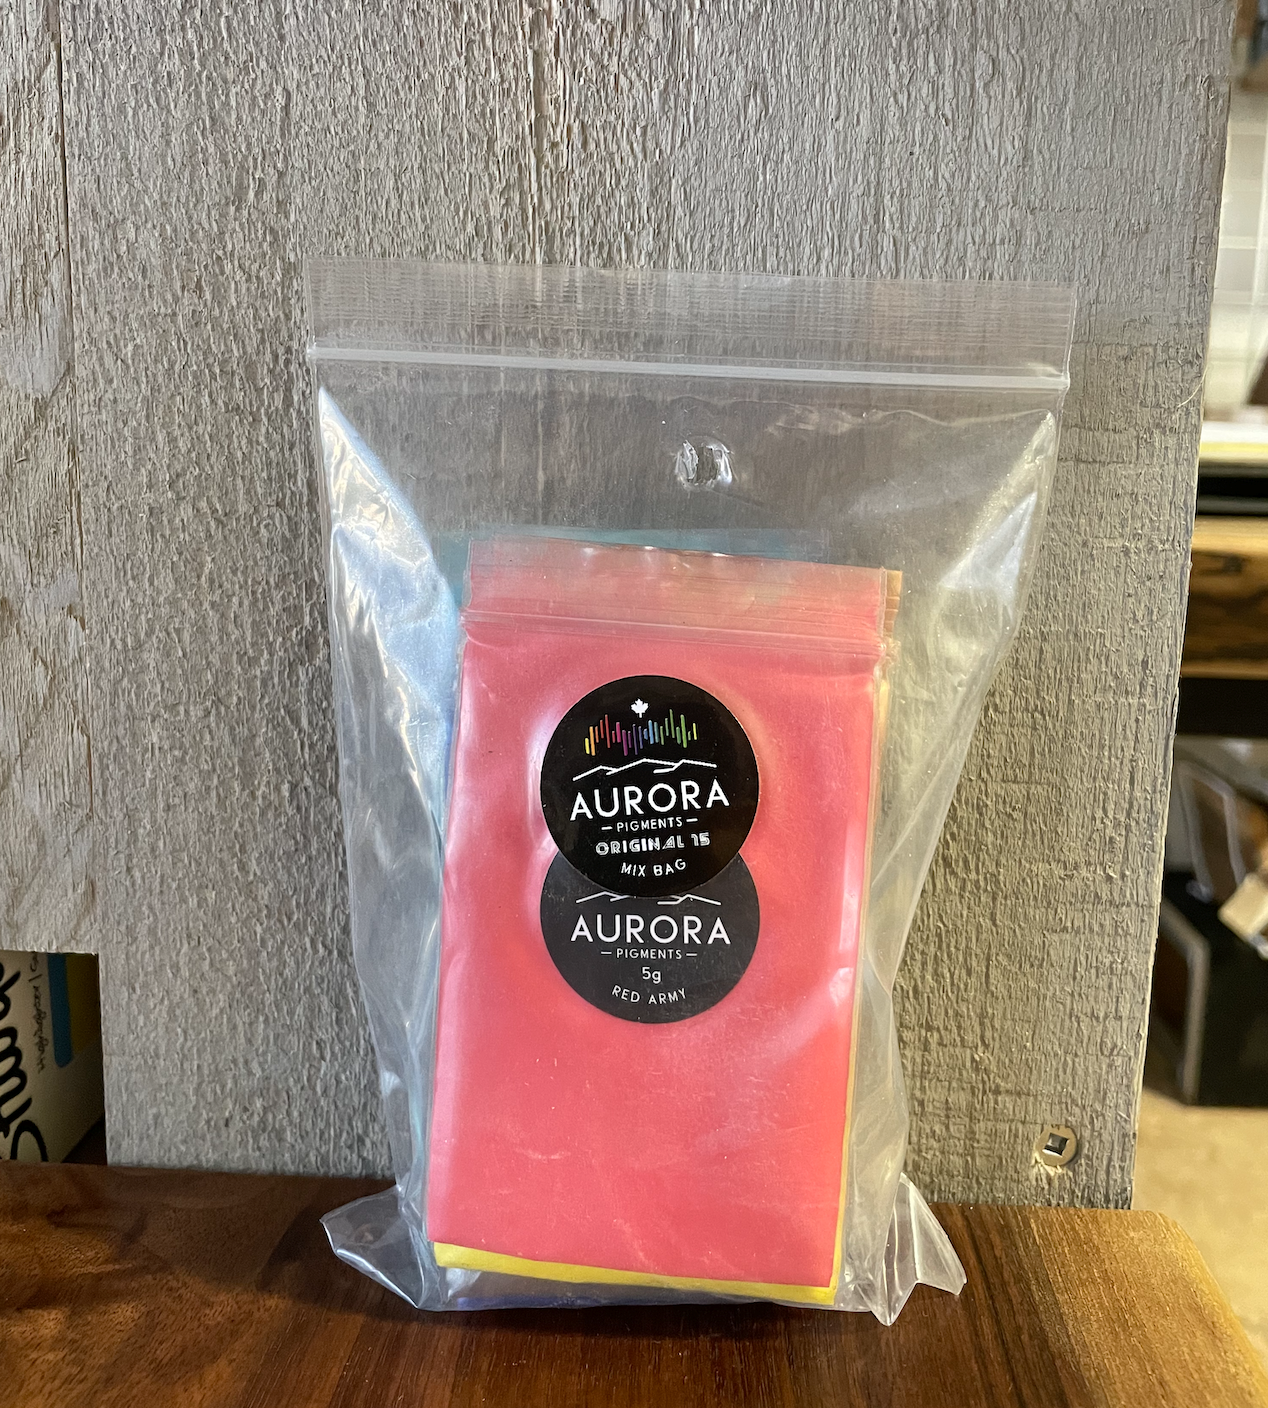 AURORA
PIGMENTS
ORIGINAL 15
MIX BAG
AURORA
PIGMENTS
5g
RED ARMY